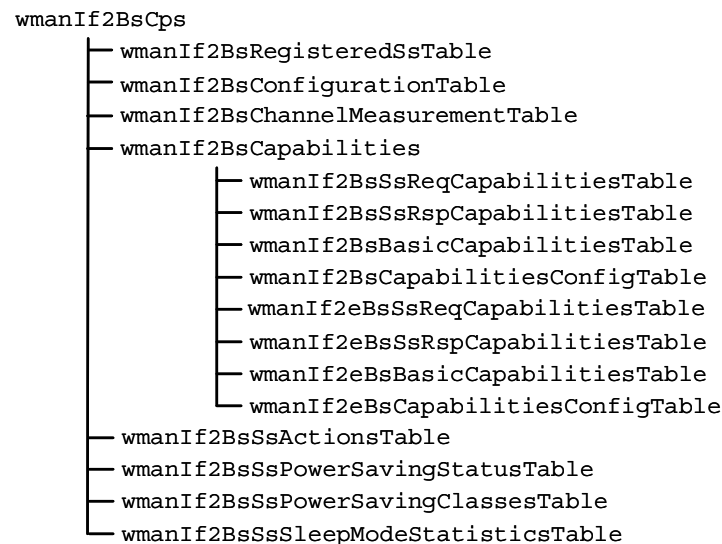 wmanIf2BsCps
wmanIf2BsRegisteredSsTable
wmanIf2BsConfigurationTable
wmanIf2BsChannelMeasurementTable
wmanIf2BsCapabilities
wmanIf2BsSsReqCapabilitiesTable
wmanIf2BsSsRspCapabilitiesTable
wmanIf2BsBasicCapabilitiesTable
wmanIf2BsCapabilitiesConfigTable
wmanIf2eBsSsReqCapabilitiesTable
wmanIf2eBsSsRspCapabilitiesTable
wmanIf2eBsBasicCapabilitiesTable
wmanIf2eBsCapabilitiesConfigTable
wmanIf2BsSsActionsTable
wmanIf2BsSsPowerSavingStatusTable
wmanIf2BsSsPowerSavingClassesTable
wmanIf2BsSsSleepModeStatisticsTable